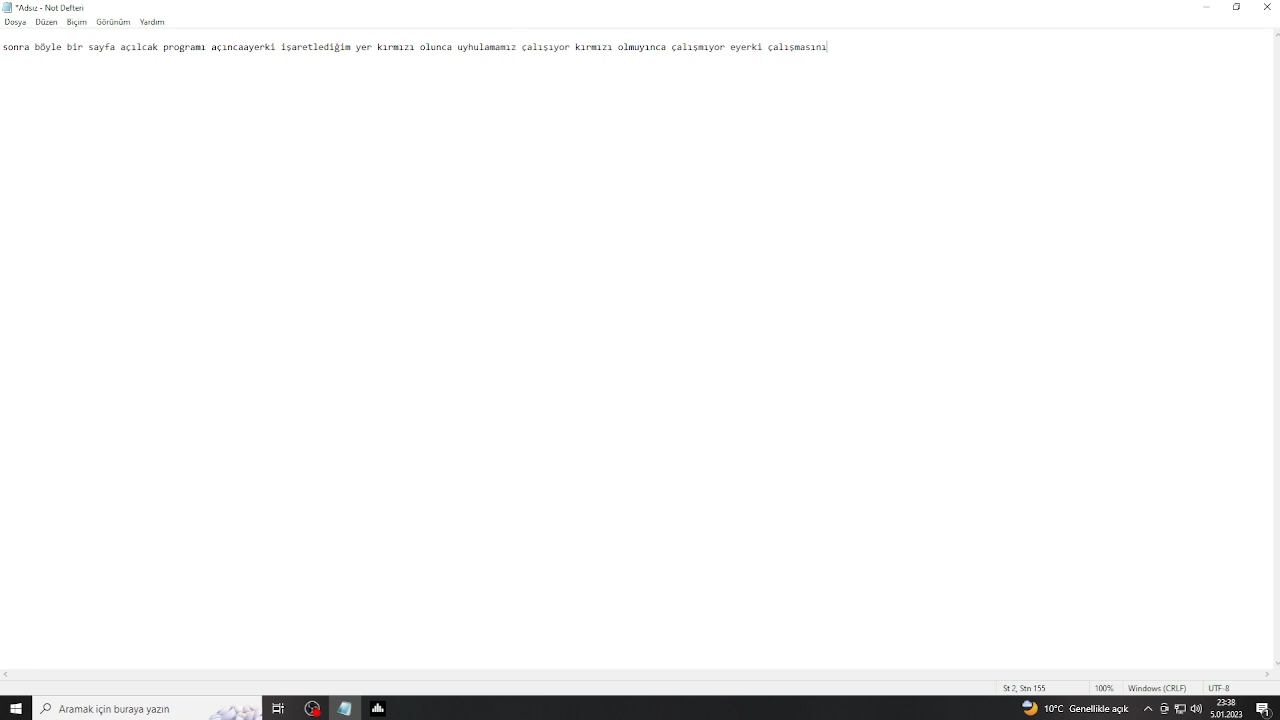 *Adsız - Not Defteri
Dosya Düzen Biçim Görünüm Yardım
sonra böyle bir sayfa açılcak programı açıncaayerki işaretlediğim yer kırmızı olunca uyhulamamız çalışıyor kırmızı olmuyınca çalışmıyor eyerki çalışmasını
St 2, Stn 155 100% Windows (CRLF) UTF-8
Aramak için buraya yazın
10°C Genellikle açık
23:38
5.01.2023
1